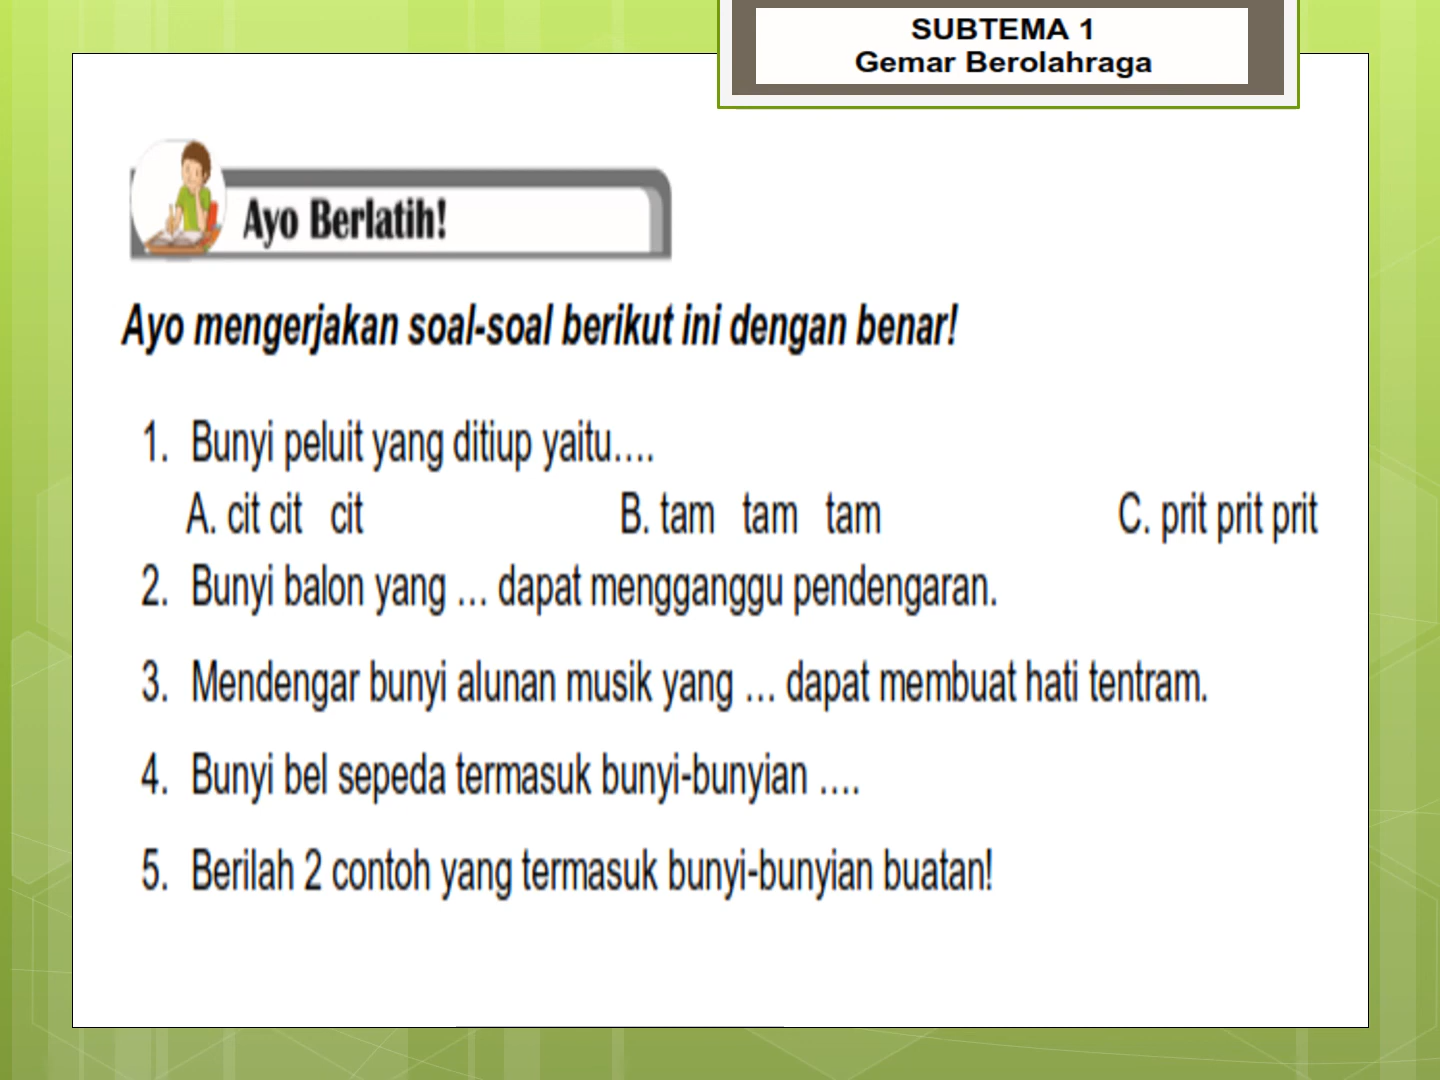 SUBTEMA 1
Gemar Berolahraga
Ayo Berlatih!
Ayo mengerjakan soal-soal berikut ini dengan benar!
1. Bunyi peluit yang ditiup yaitu....
A. cit cit cit B. tam tam tam C. prit prit prit
2. Bunyi balon yang ... dapat mengganggu pendengaran.
3. Mendengar bunyi alunan musik yang ... dapat membuat hati tentram.
4. Bunyi bel sepeda termasuk bunyi-bunyian ....
5. Berilah 2 contoh yang termasuk bunyi-bunyian buatan!